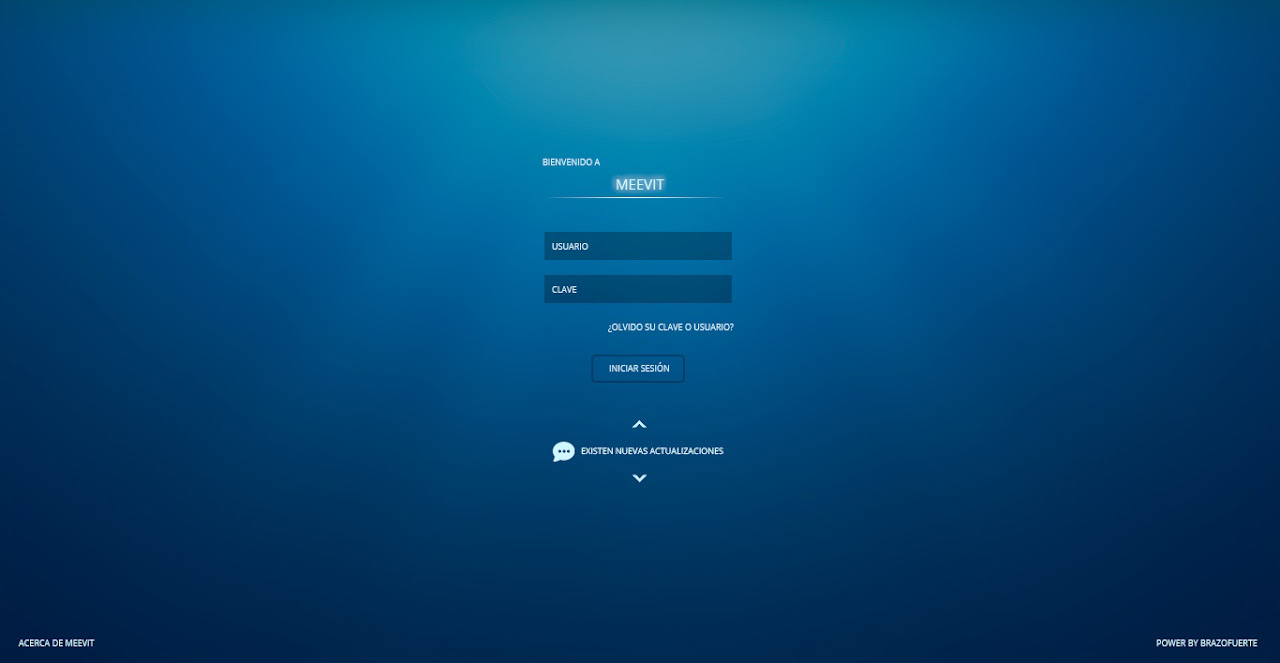 BIENVENIDO A
MEEVIT
USUARIO
CLAVE
¿OLVIDO SU CLAVE O USUARIO?
INICIAR SESIÓN
EXISTEN NUEVAS ACTUALIZACIONES
ACERCA DE MEEVIT
POWER BY BRAZOFUERTE